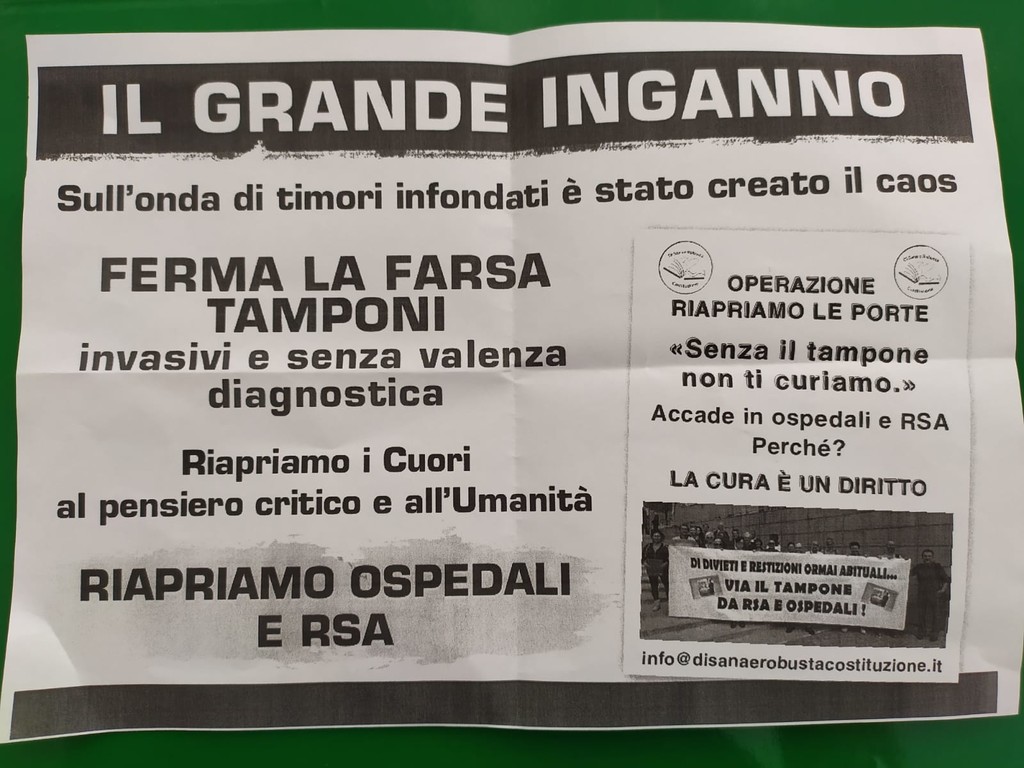 IL GRANDE INGANNO
Sull'onda di timori infondati è stato creato il caos
FERMA LA FARSA
TAMPONI
invasivi e senza valenza
diagnostica
Riapriamo i Cuori
al pensiero critico e all'Umanità
RIAPRIAMO OSPEDALI
E RSA
OPERAZIONE
RIAPRIAMO LE PORTE
«Senza il tampone
non ti curiamo.»
Accade in ospedali e RSA
Perché?
LA CURA È UN DIRITTO
DI DIVIETI E RESTIZIONI ORMAI ABITUALI...
VIA IL TAMPONE
DA RSA E OSPEDALI !
info@disanaerobustacostituzione.it